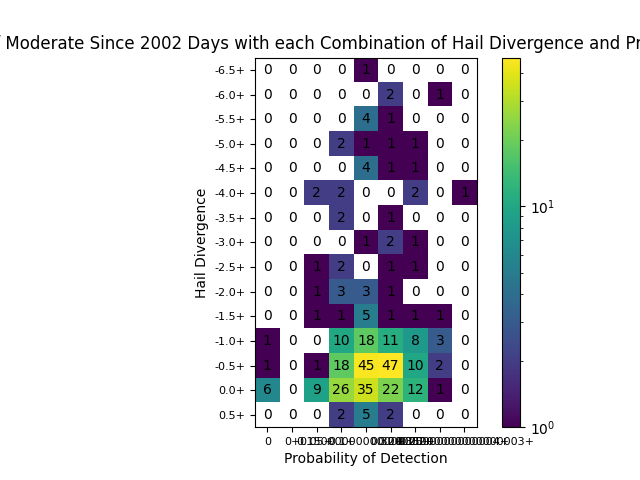 Moderate Since 2002 Days with each Combination of Hail Divergence and Pr
-6.5+ 0 0 0 0 1 0 0 0 0
-6.0+ 0 0 0 0 0 2 0 1 0
-5.5+ 0 0 0 0 4 1 0 0 0
-5.0+ 0 0 0 2 1 1 1 0 0
-4.5+ 0 0 0 0 4 1 1 0 0
-4.0+ 0 0 2 2 0 0 2 0 1
-3.5+ 0 0 0 2 0 1 0 0 0
-3.0+ 0 0 0 0 1 2 1 0 0
-2.5+ 0 0 1 2 0 1 1 0 0
-2.0+ 0 0 1 3 3 1 0 0 0
-1.5+ 0 0 1 1 5 1 1 1 0
-1.0+ 1 0 0 10 18 11 8 3 0
-0.5+ 1 0 1 18 45 47 10 2 0
0.0+ 6 0 9 26 35 22 12 1 0
0.5+ 0 0 0 2 5 2 0 0 0
0
Probability of Detection
Hail Divergence
10¹
10⁰